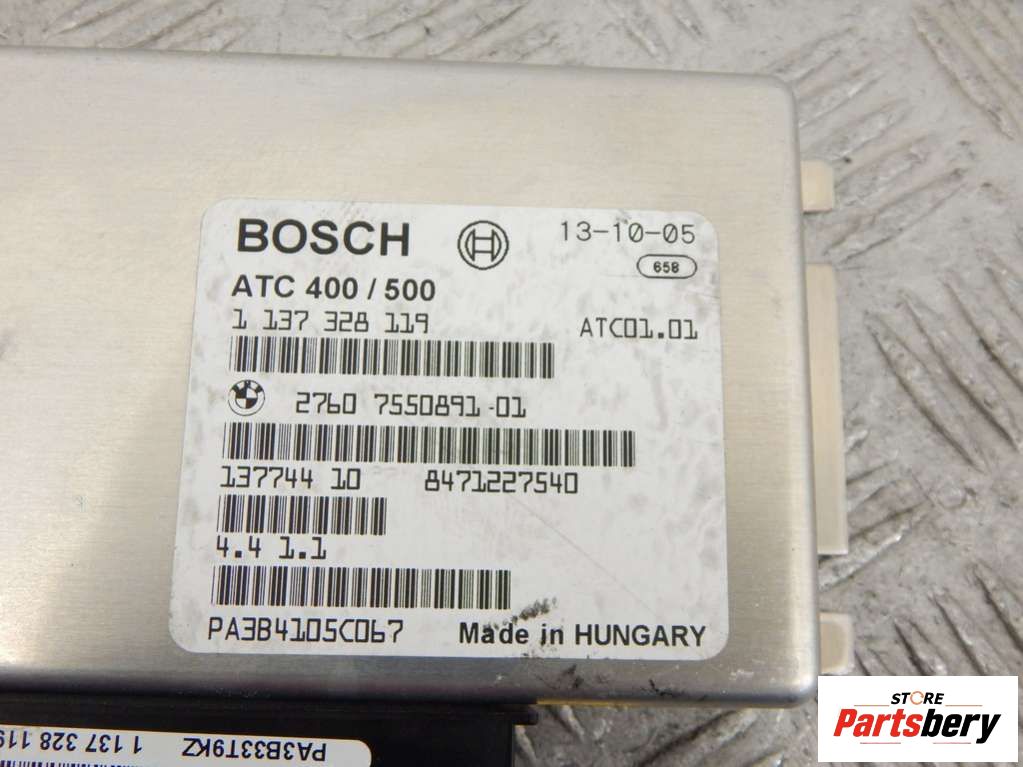 BOSCH 13-10-05
658
ATC 400 / 500
1 137 328 119 ATC01.01
2760 7550891-01
137744 10 8471227540
4.4 1.1
PA3B4105C067 Made in HUNGARY
1 137 328 119 PA3B33T9KZ
STORE
Partsbery